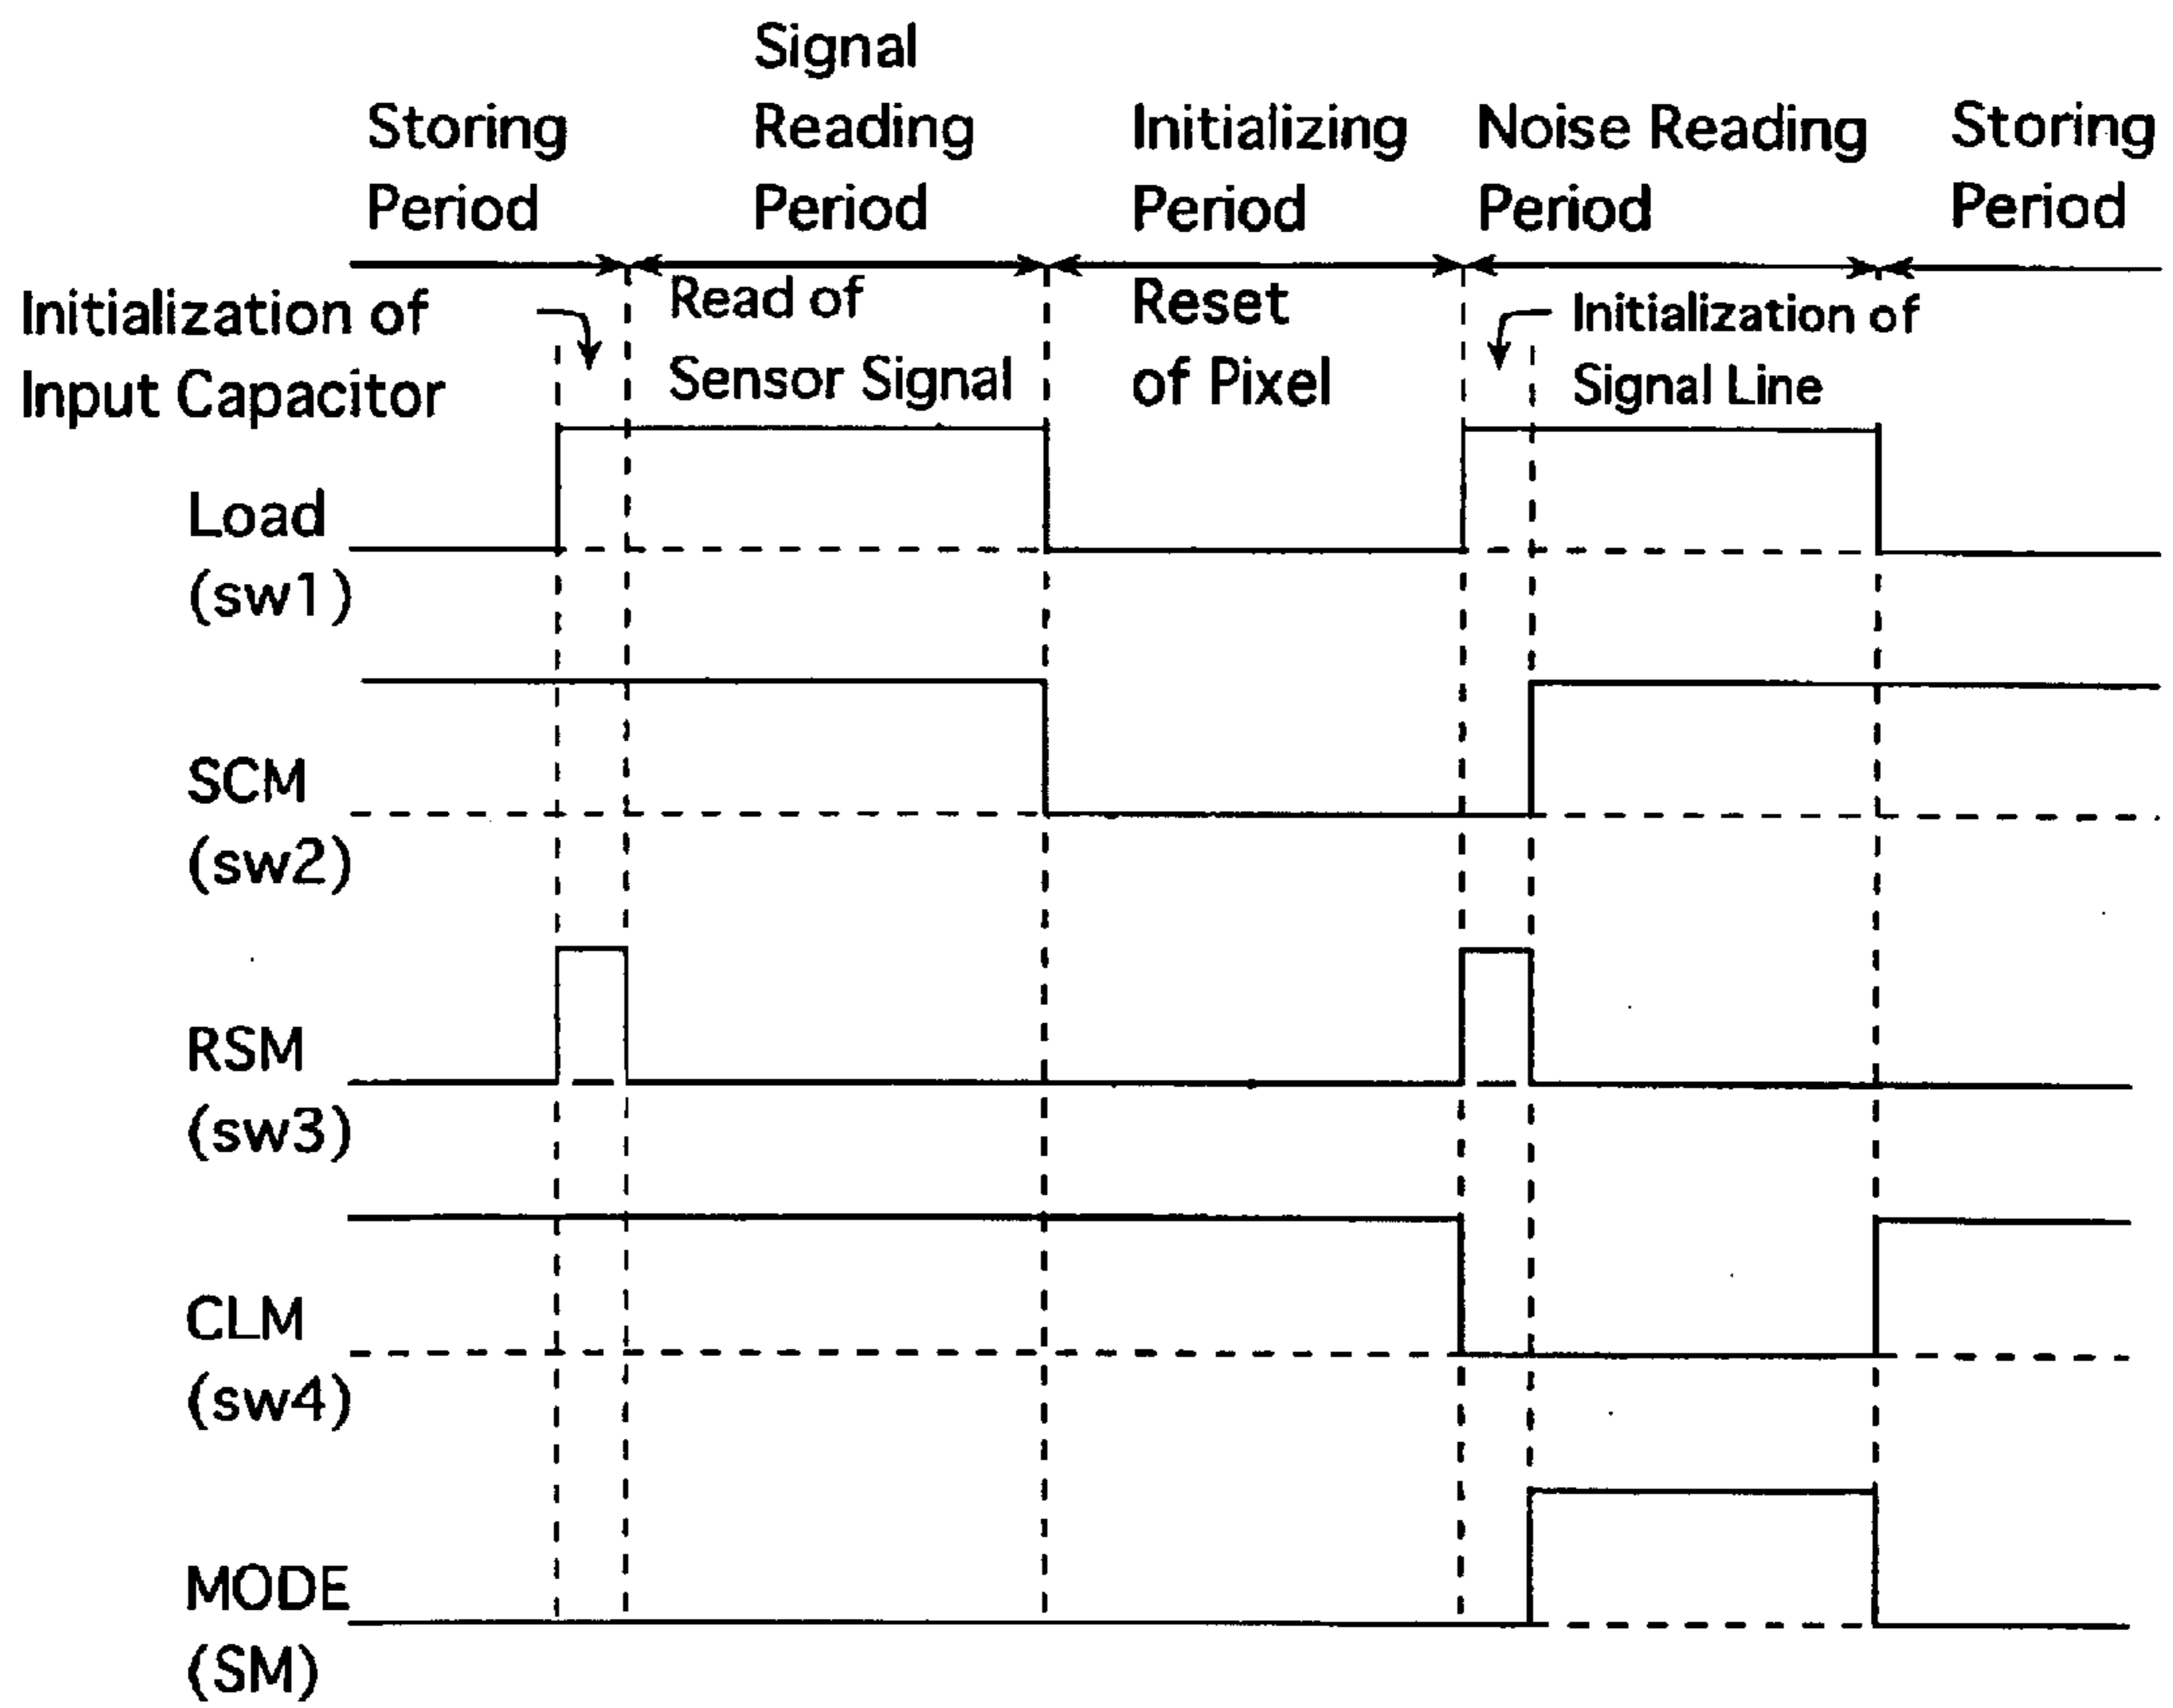 Storing
Period
Signal
Reading
Period
Initializing
Period
Noise Reading
Period
Storing
Period
Initialization of
Input Capacitor
Read of
Sensor Signal
Reset
of Pixel
Initialization of
Signal Line
Load
(sw1)
SCM
(sw2)
RSM
(sw3)
CLM
(sw4)
MODE
(SM)